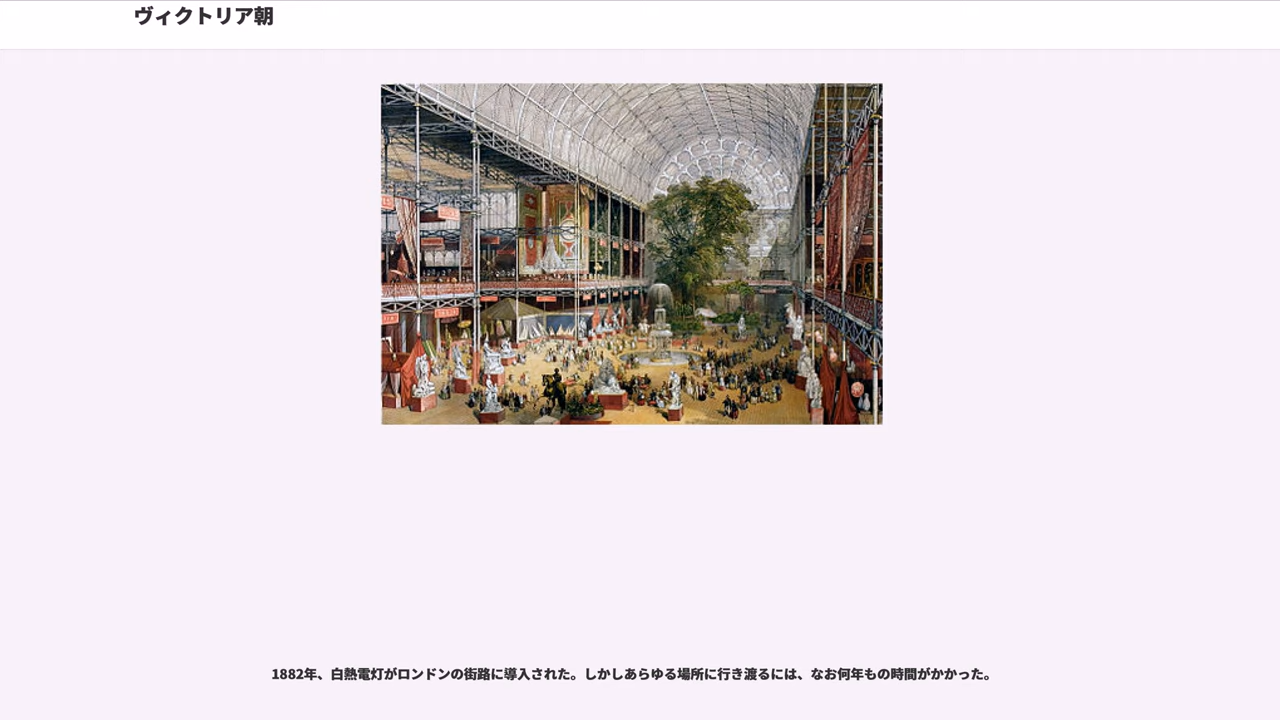 ヴィクトリア朝
1882年、白熱電灯がロンドンの街路に導入された。しかしあらゆる場所に行き渡るには、なお何年もの時間がかかった。